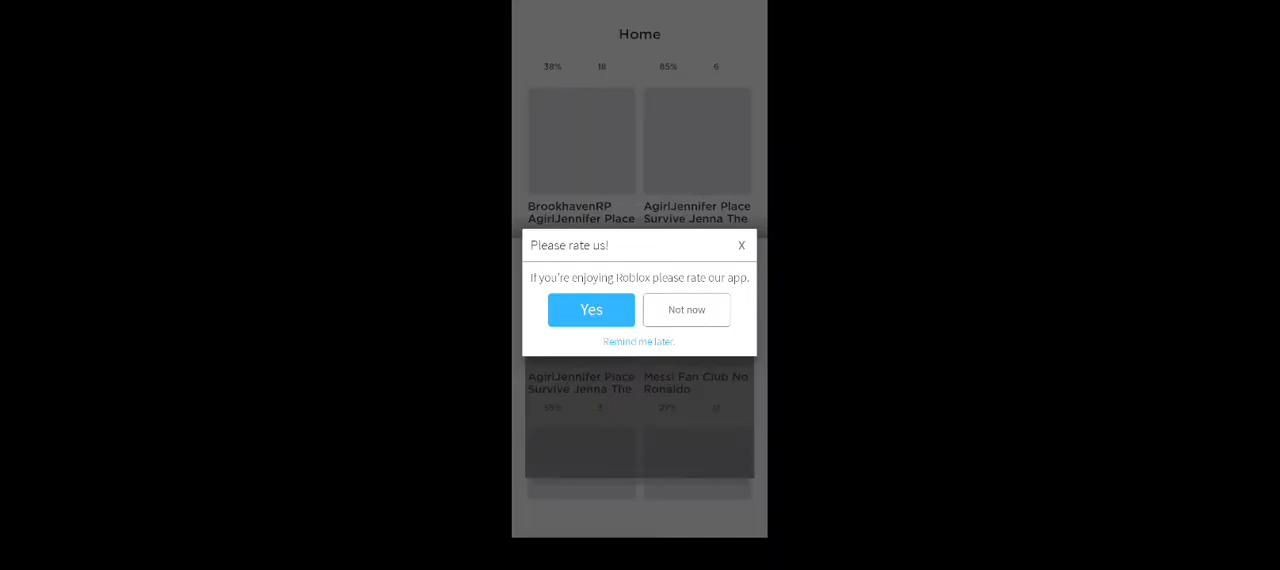 Home
38% 18 85% 6
BrookhavenRP AgirlJennifer Place
AgirlJennifer Place Survive Jenna The
Please rate us! X
If you're enjoying Roblox please rate our app.
Yes Not now
Remind me later.
AgirlJennifer Place Messi Fan Club No
Survive Jenna The Ronaldo
3 27%